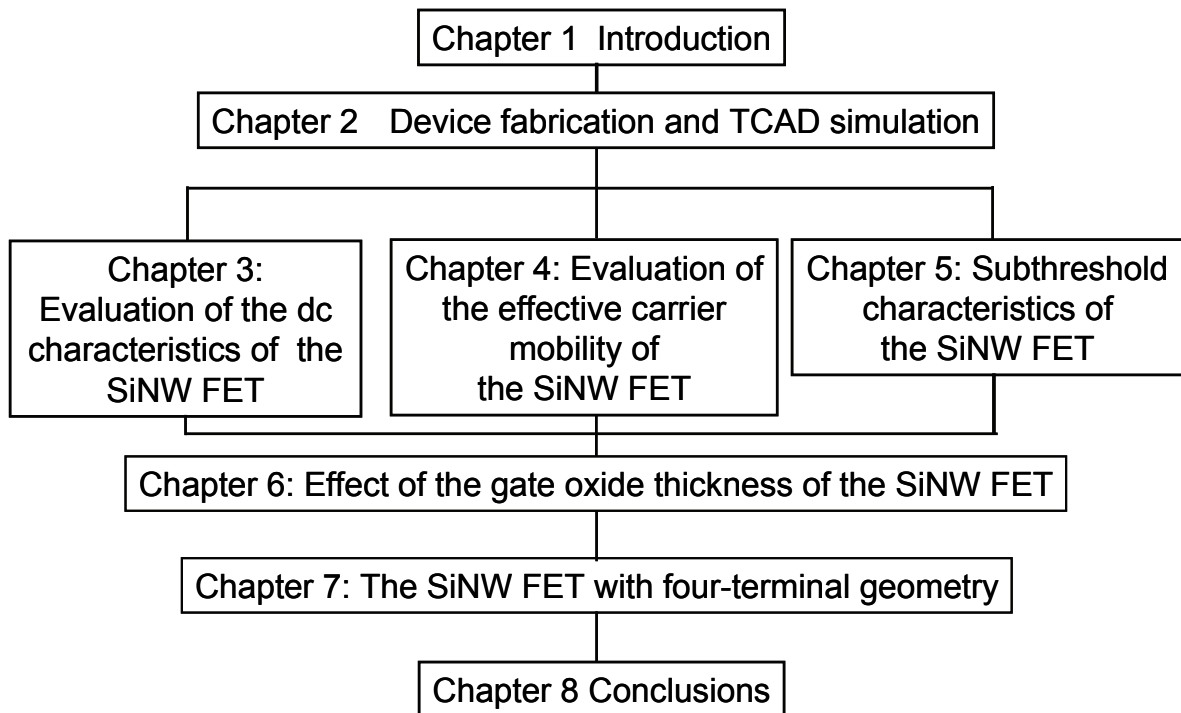 Chapter 1  Introduction
Chapter 2   Device fabrication and TCAD simulation
Chapter 3:
Evaluation of the dc
characteristics of  the
SiNW FET
Chapter 4: Evaluation of
the effective carrier
mobility of
the SiNW FET
Chapter 5: Subthreshold
characteristics of
the SiNW FET
Chapter 6: Effect of the gate oxide thickness of the SiNW FET
Chapter 7: The SiNW FET with four-terminal geometry
Chapter 8 Conclusions